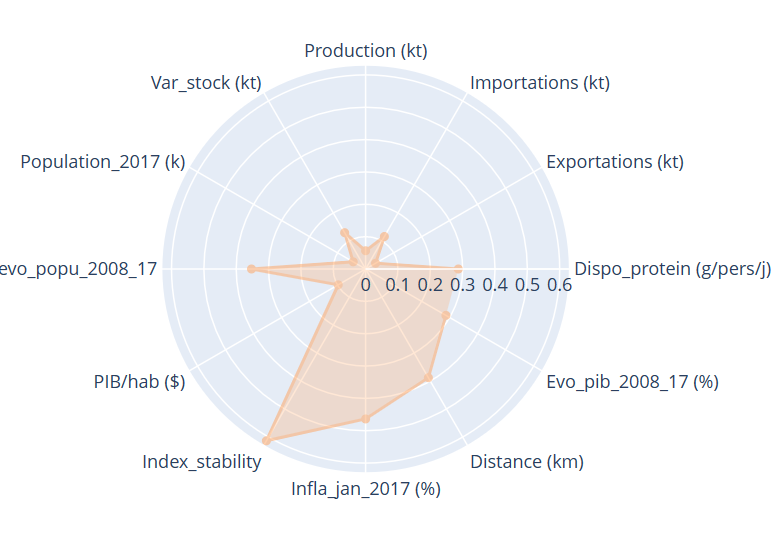 Production (kt)
Var_stock (kt)
Importations (kt)
Population_2017 (k)
Exportations (kt)
evo_popu_2008_17
Dispo_protein (g/pers/j)
0 0.1 0.2 0.3 0.4 0.5 0.6
PIB/hab ($)
Evo_pib_2008_17 (%)
Index_stability
Distance (km)
Infla_jan_2017 (%)